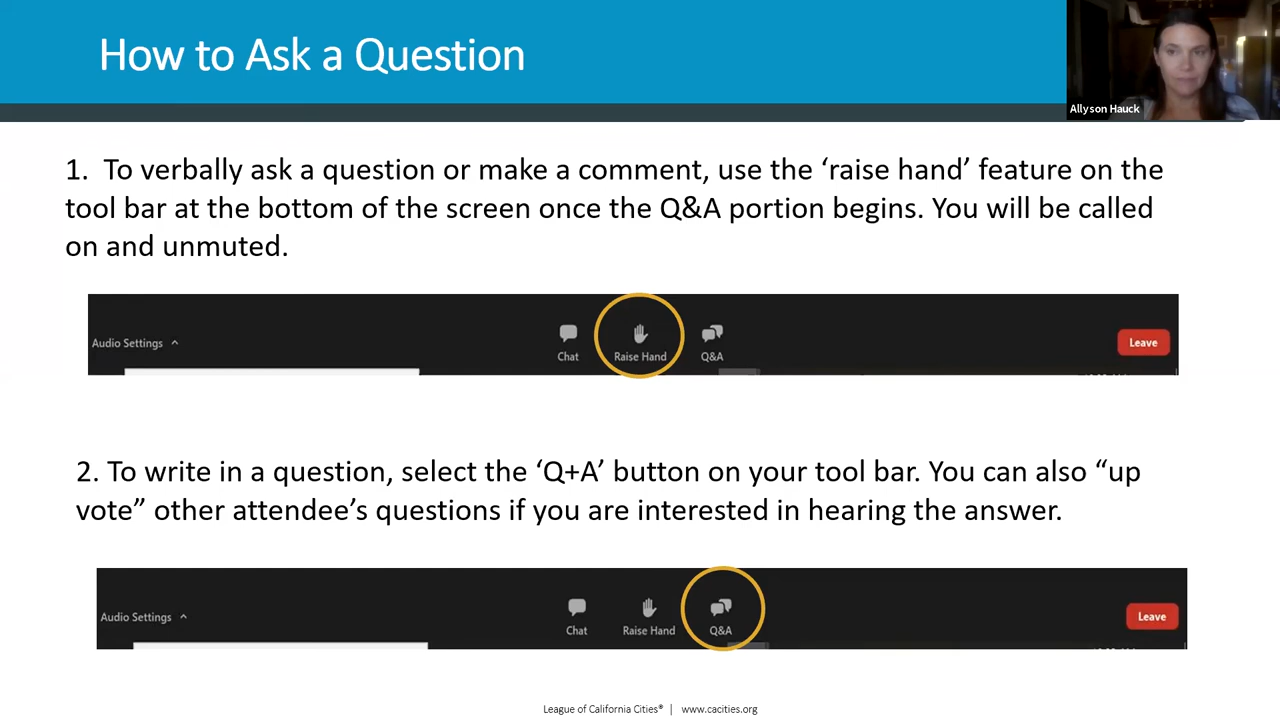 How to Ask a Question
Allyson Hauck
1. To verbally ask a question or make a comment, use the ‘raise hand’ feature on the
tool bar at the bottom of the screen once the Q&A portion begins. You will be called
on and unmuted.
Audio Settings
Chat
Raise Hand
Q&A
Leave
2. To write in a question, select the ‘Q+A’ button on your tool bar. You can also “up
vote” other attendee’s questions if you are interested in hearing the answer.
Audio Settings
Chat
Raise Hand
Q&A
Leave
League of California Cities® | www.cacities.org